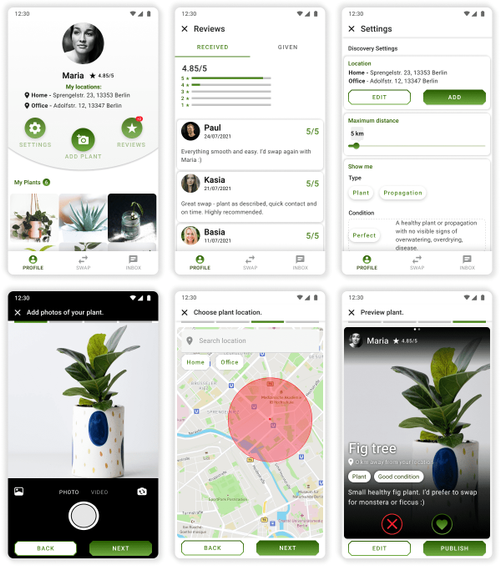 12:30
Maria ★ 4.85/5
My locations:
Home - Sprengelstr. 23, 13353 Berlin
Office - Adolfstr. 12, 13347 Berlin
SETTINGS
ADD PLANT
REVIEWS
My Plants 6
PROFILE SWAP INBOX
12:30
Reviews
RECEIVED GIVEN
4.85/5
5 ★
4 ★
3 ★
2 ★
1 ★
Paul 5/5
24/07/2021
Everything smooth and easy. I'd swap again with
Maria :)
Kasia 5/5
21/07/2021
Great swap - plant as described, quick contact and
on time. Highly recommended.
Basia 5/5
11/07/2021
PROFILE SWAP INBOX
12:30
Settings
Discovery Settings
Location
Home - Sprengelstr. 23, 13353 Berlin
Office - Adolfstr. 12, 13347 Berlin
EDIT ADD
Maximum distance
5 km
Show me
Type
Plant Propagation
Condition
Perfect
A healthy plant or propagation
with no visible signs of
overwatering, overdrying,
disease.
PROFILE SWAP INBOX
12:30
Add photos of your plant.
PHOTO VIDEO
BACK NEXT
12:30
Choose plant location.
Search location
Home Office
BACK NEXT
12:30
Preview plant.
Maria ★ 4.85/5
Fig tree
Plant Good condition
Small healthy fig plant. I'd prefer to swap
for monstera or ficcus :)
EDIT PUBLISH